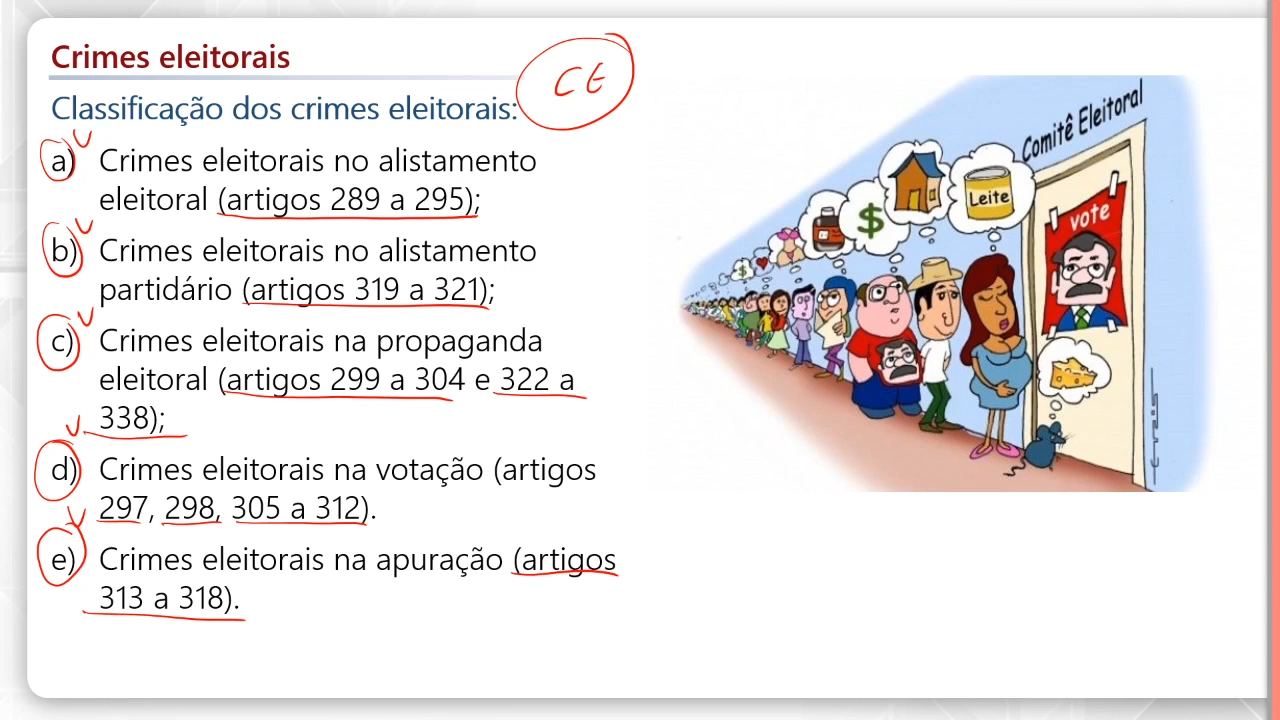 Crimes eleitorais
CE
Classificação dos crimes eleitorais:
a) Crimes eleitorais no alistamento
eleitoral (artigos 289 a 295);
b) Crimes eleitorais no alistamento
partidário (artigos 319 a 321);
c) Crimes eleitorais na propaganda
eleitoral (artigos 299 a 304 e 322 a
338);
d) Crimes eleitorais na votação (artigos
297, 298, 305 a 312).
e) Crimes eleitorais na apuração (artigos
313 a 318).
Comitê Eleitoral
Leite
$
$
vote